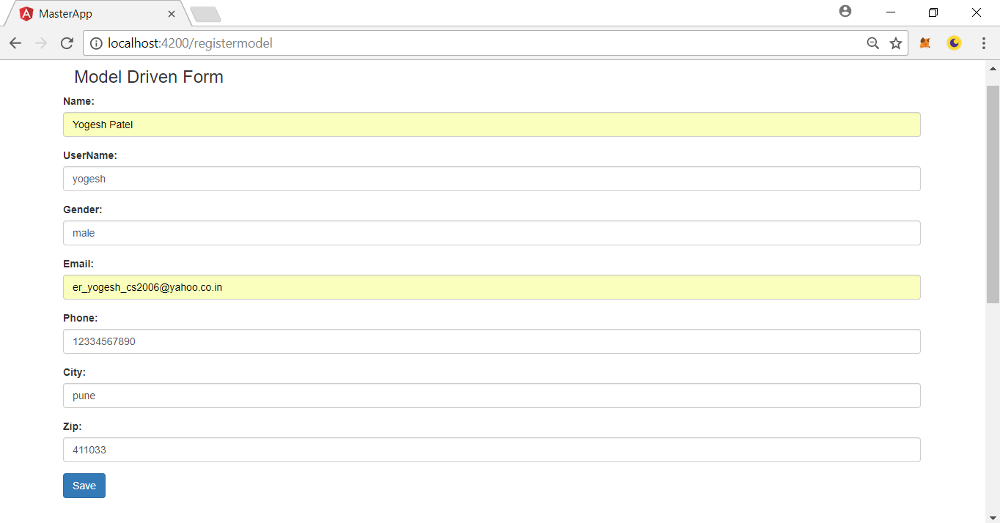 MasterApp
localhost:4200/registermodel
Model Driven Form
Name:
Yogesh Patel
UserName:
yogesh
Gender:
male
Email:
er_yogesh_cs2006@yahoo.co.in
Phone:
12334567890
City:
pune
Zip:
411033
Save